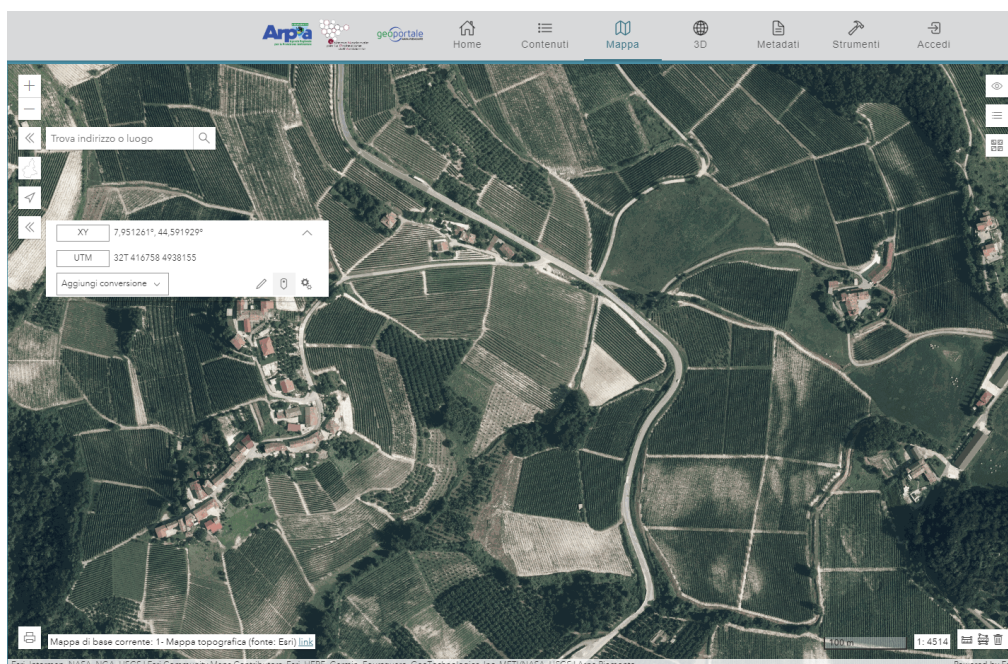 Arpa
geoportale
Home
Contenuti
Mappa
3D
Metadati
Strumenti
Accedi
Trova indirizzo o luogo
XY 7,951261°, 44,591929°
UTM 32T 416758 4938155
Aggiungi conversione
Mappa di base corrente: 1- Mappa topografica (fonte: Esri) link
100 m
1: 4514